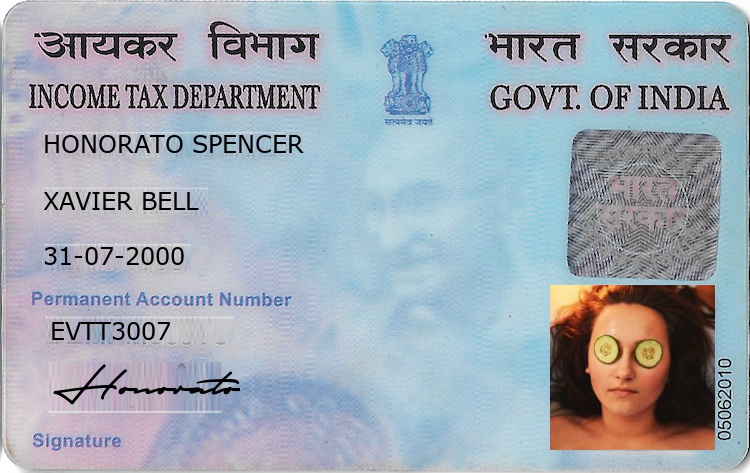 आयकर विभाग भारत सरकार
INCOME TAX DEPARTMENT GOVT. OF INDIA
सत्यमेव जयते
HONORATO SPENCER
भारत सरकार
XAVIER BELL
31-07-2000
Permanent Account Number
EVTT3007
Honorato
Signature
05062010